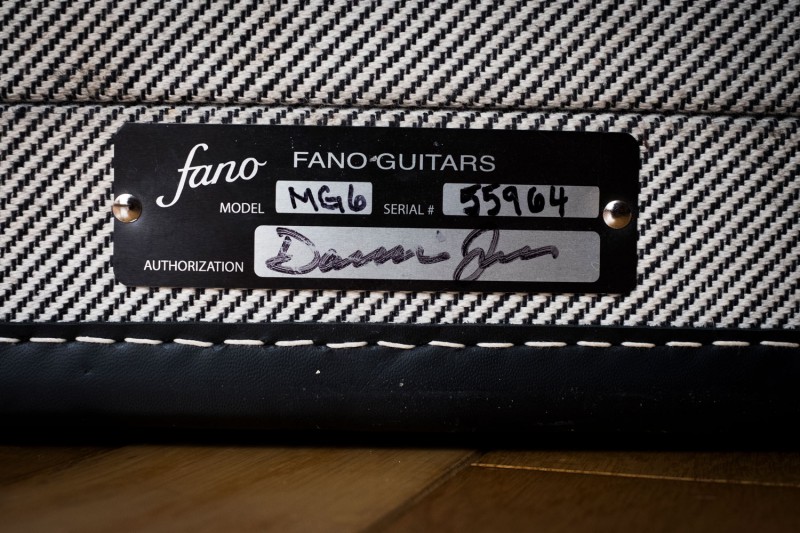 fano FANO GUITARS
MODEL MG6 SERIAL # 55964
AUTHORIZATION